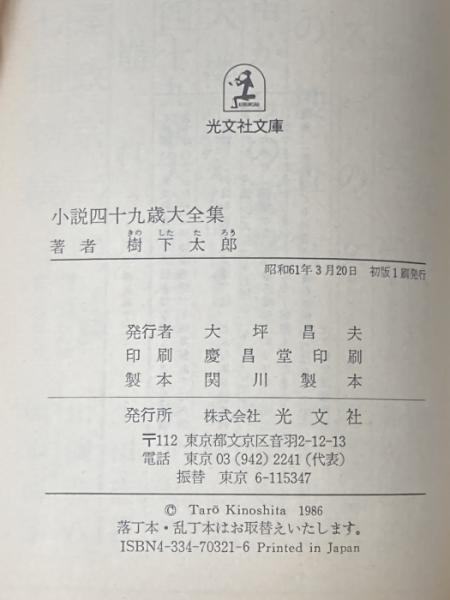 KOBUNSHA
光文社文庫
小説四十九歳大全集
きの した た ろう
著者 樹下太郎
昭和61年3月20日 初版1刷発行
発行者 大坪昌夫
印刷 慶昌堂印刷
製本 関川製本
発行所 株式会社 光文社
〒112 東京都文京区音羽2-12-13
電話 東京03(942)2241(代表)
振替 東京 6-115347
© Tarō Kinoshita 1986
落丁本・乱丁本はお取替えいたします。
ISBN4-334-70321-6 Printed in Japan